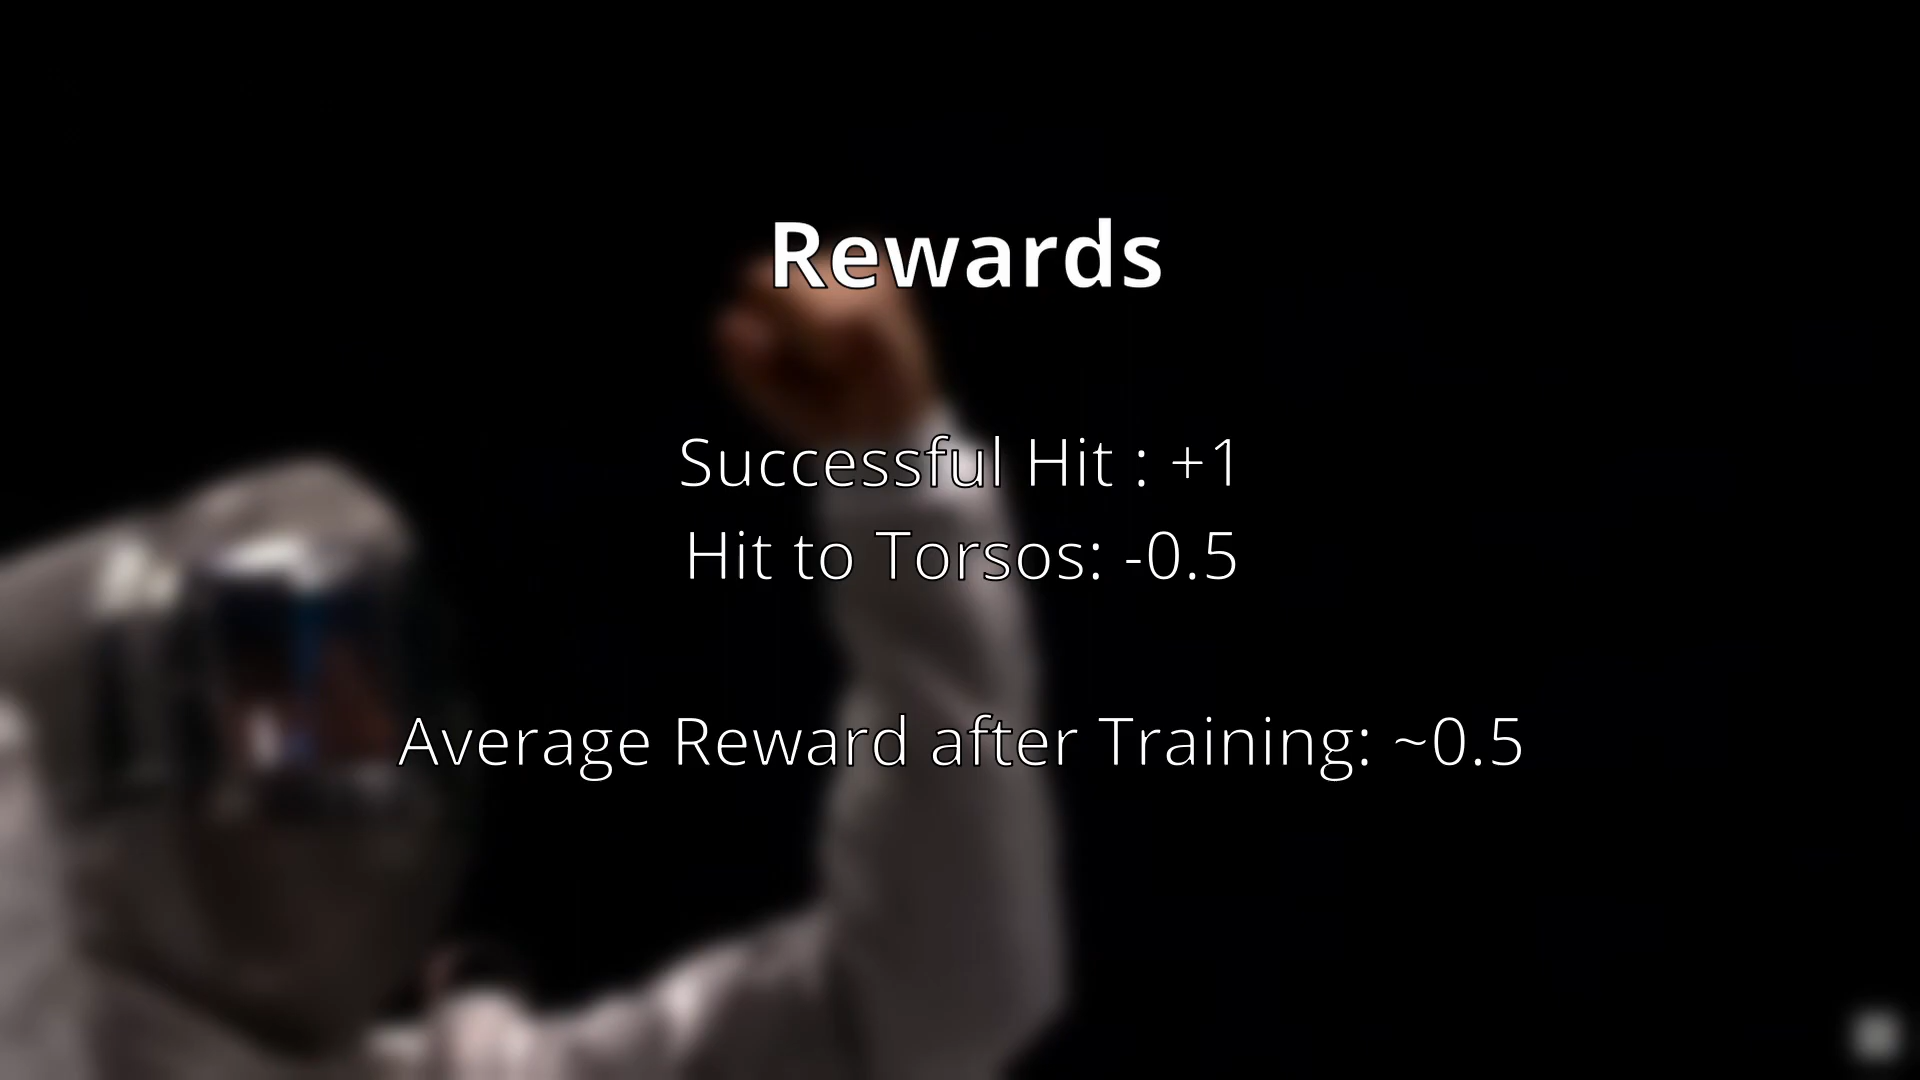 Rewards
Successful Hit : +1
Hit to Torsos: -0.5
Average Reward after Training: ~0.5